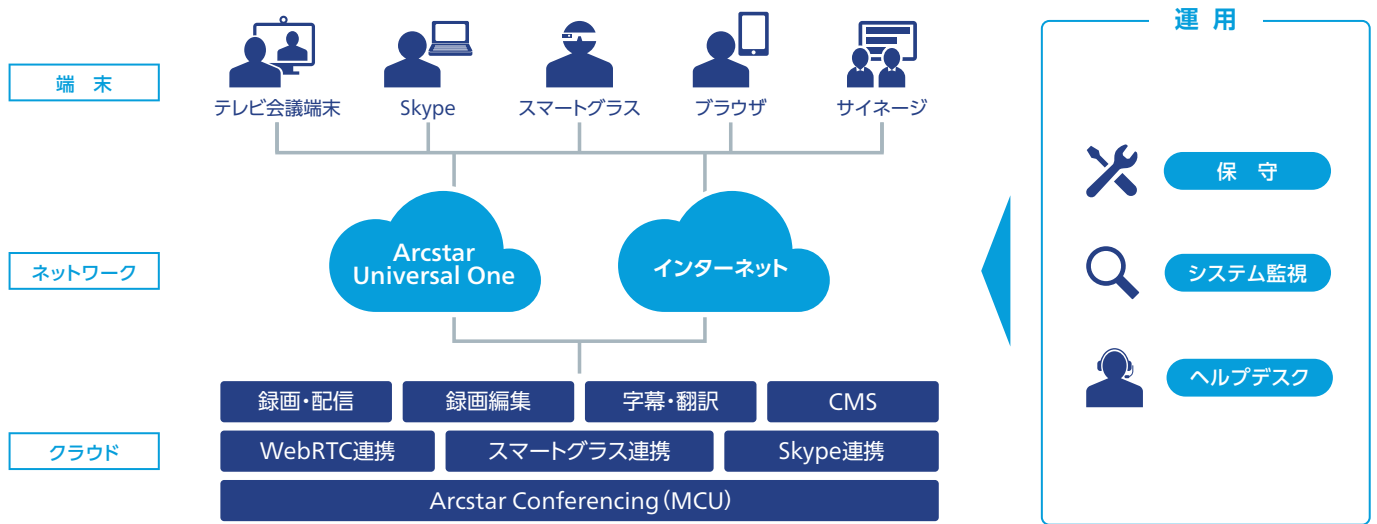 運 用
端 末
テレビ会議端末
Skype
スマートグラス
ブラウザ
サイネージ
保 守
ネットワーク
Arcstar
Universal One
インターネット
システム監視
ヘルプデスク
録画・配信
録画編集
字幕・翻訳
CMS
クラウド
WebRTC連携
スマートグラス連携
Skype連携
Arcstar Conferencing（MCU）